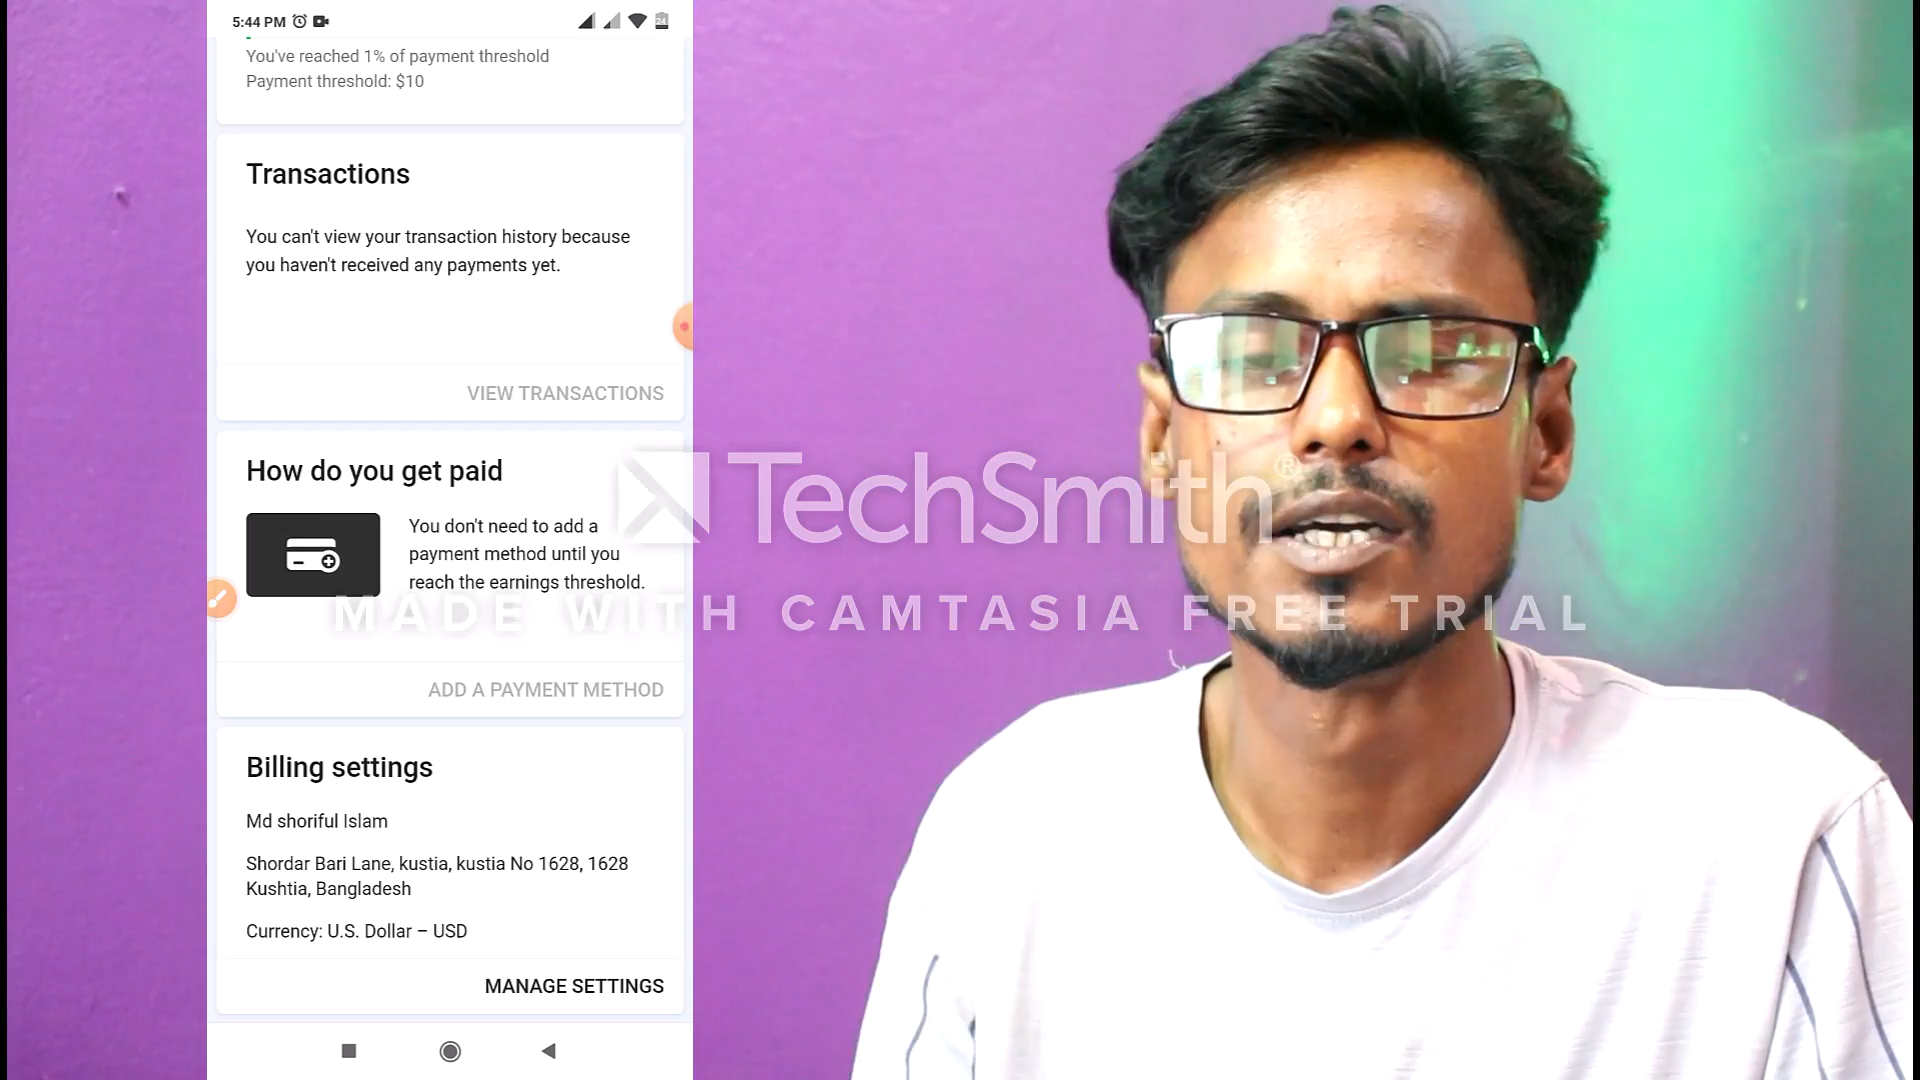 5:44 PM
24
You've reached 1% of payment threshold
Payment threshold: $10
Transactions
You can't view your transaction history because
you haven't received any payments yet.
VIEW TRANSACTIONS
How do you get paid
You don't need to add a
payment method until you
reach the earnings threshold.
TechSmith®
MADE WITH CAMTASIA FREE TRIAL
ADD A PAYMENT METHOD
Billing settings
Md shoriful Islam
Shordar Bari Lane, kustia, kustia No 1628, 1628
Kushtia, Bangladesh
Currency: U.S. Dollar – USD
MANAGE SETTINGS